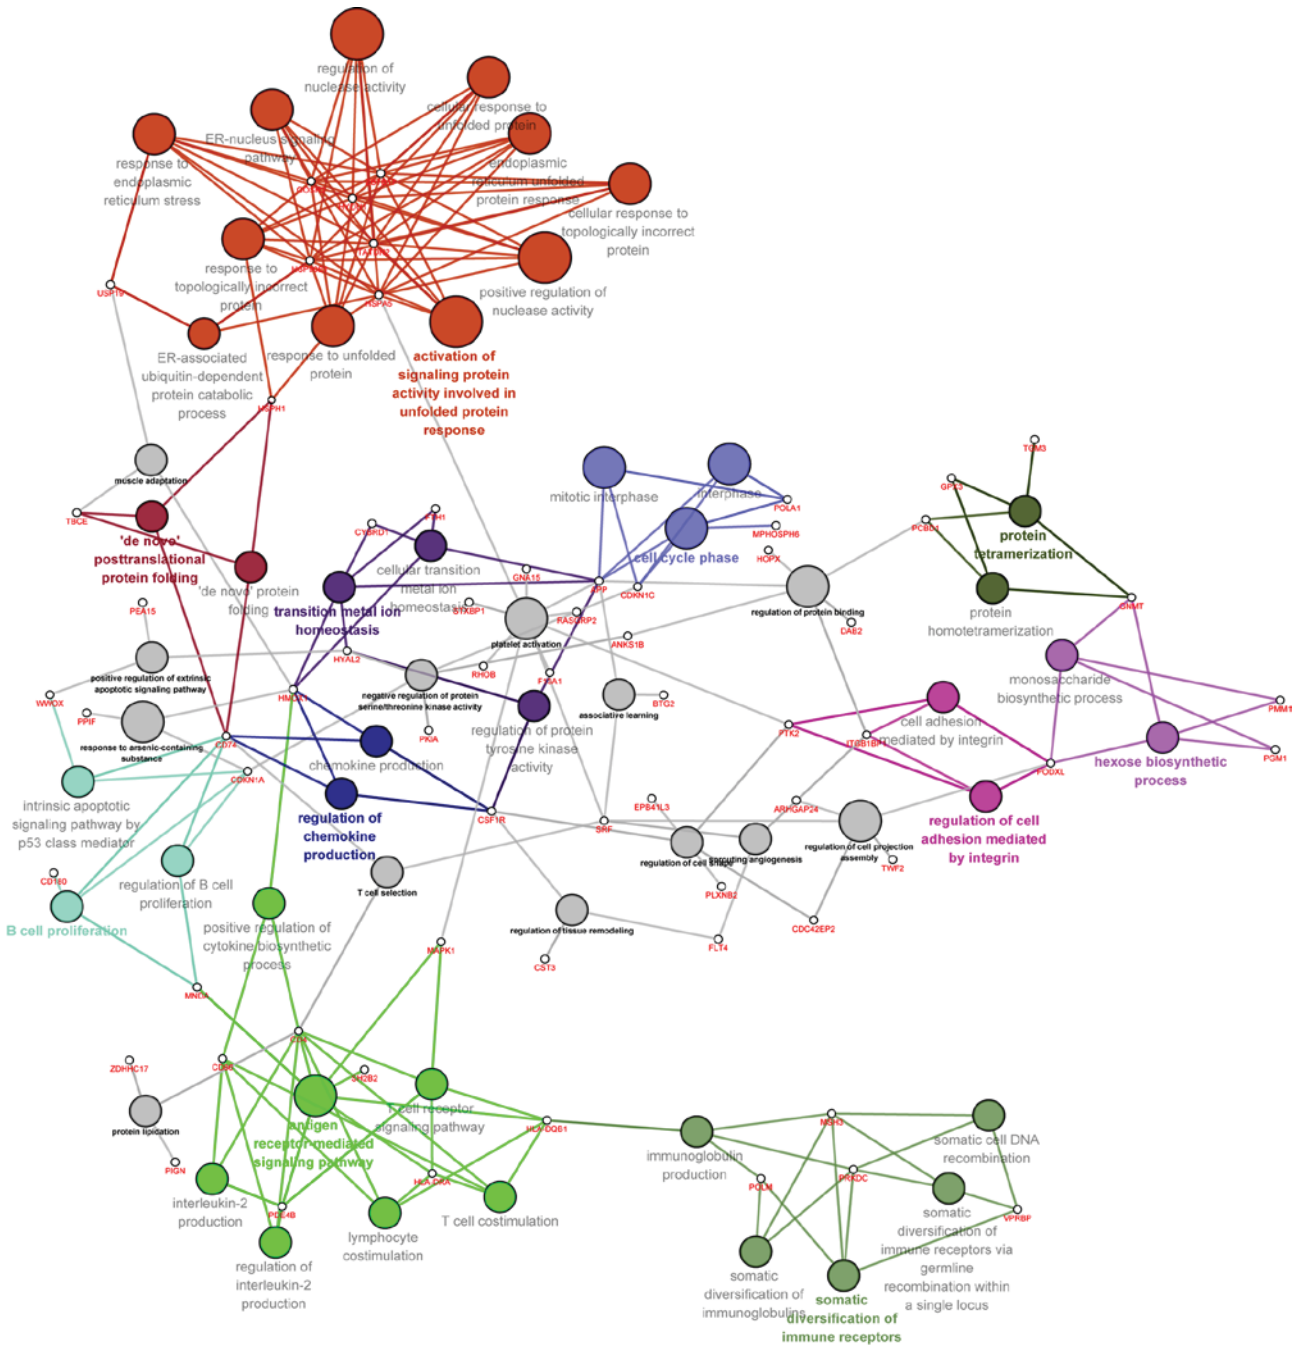 regulation of
nuclease activity
cellular response to
unfolded protein
ER-nucleus signaling
pathway
response to
endoplasmic
reticulum stress
endoplasmic
reticulum unfolded
protein response
cellular response to
topologically incorrect
protein
response to
topologically incorrect
protein
HSPA5
USP19
positive regulation of
nuclease activity
ER-associated
ubiquitin-dependent
protein catabolic
process
response to unfolded
protein
activation of
signaling protein
activity involved in
unfolded protein
response
HSPH1
muscle adaptation
TBCE
'de novo'
posttranslational
protein folding
'de novo' protein
folding
CYBRD1
FTH1
cellular transition
metal ion
homeostasis
transition metal ion
homeostasis
mitotic interphase
interphase
POLA1
MPHOSPH6
cell cycle phase
HOPX
TGM3
GPX3
PCBD1
protein
tetramerization
protein
homotetramerization
GNMT
GNA15
STXBP1
RASGRP2
APP
CDKN1C
platelet activation
ANKS1B
regulation of protein binding
DAB2
PEA15
positive regulation of extrinsic
apoptotic signaling pathway
HYAL2
RHOB
F13A1
negative regulation of protein
serine/threonine kinase activity
PKIA
regulation of protein
tyrosine kinase
activity
associative learning
BTG2
monosaccharide
biosynthetic process
PMM1
PGM1
hexose biosynthetic
process
cell adhesion
mediated by integrin
PTK2
PODXL
regulation of cell
adhesion mediated
by integrin
WWOX
PPIF
response to arsenic-containing
substance
CD74
CDKN1A
intrinsic apoptotic
signaling pathway by
p53 class mediator
chemokine production
regulation of
chemokine
production
CSF1R
SRF
EPB41L3
ARHGAP24
regulation of cell shape
sprouting angiogenesis
regulation of cell projection
assembly
TWF2
PLXNB2
CDC42EP2
FLT4
regulation of tissue remodeling
CST3
T cell selection
regulation of B cell
proliferation
CD180
B cell proliferation
positive regulation of
cytokine biosynthetic
process
MAPK1
MNDA
ZDHHC17
protein lipidation
PIGN
CD4
CD86
SH2B2
antigen
receptor-mediated
signaling pathway
T cell receptor
signaling pathway
HLA-DQB1
HLA-DRA
interleukin-2
production
PDE4B
regulation of
interleukin-2
production
lymphocyte
costimulation
T cell costimulation
immunoglobulin
production
MSH3
POLM
PRKDC
VPRBP
somatic cell DNA
recombination
somatic
diversification of
immune receptors via
germline
recombination within
a single locus
somatic
diversification of
immunoglobulins
somatic
diversification of
immune receptors